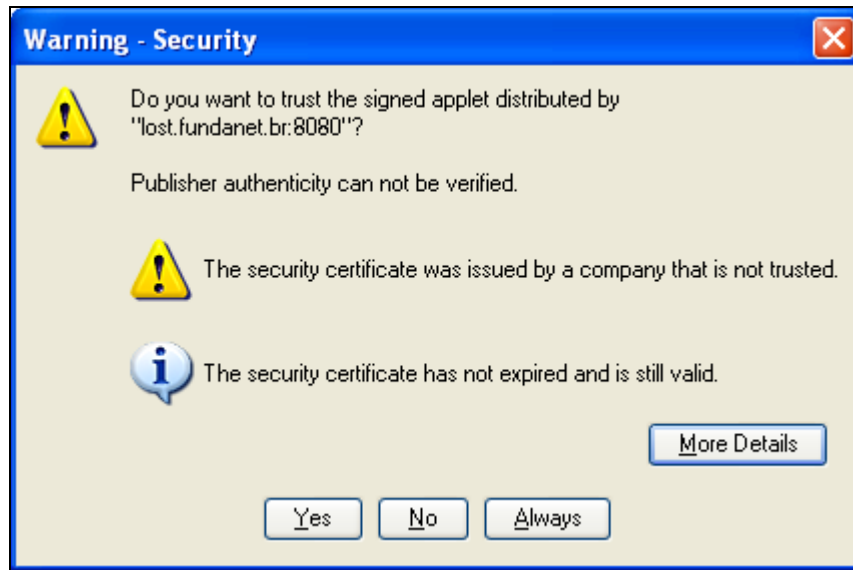 Warning - Security
Do you want to trust the signed applet distributed by
"lost.fundanet.br:8080"?
Publisher authenticity can not be verified.
The security certificate was issued by a company that is not trusted.
The security certificate has not expired and is still valid.
More Details
Yes No Always